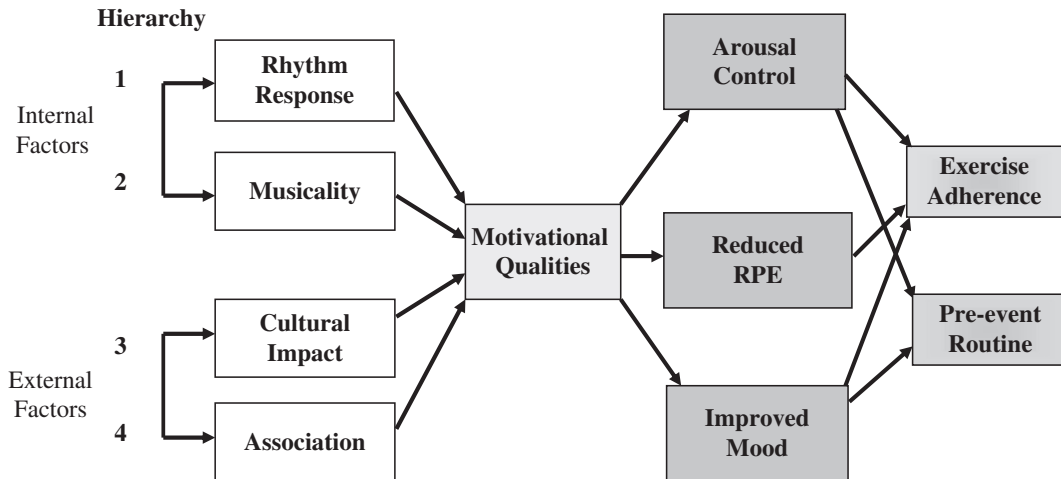 Hierarchy
1
Internal
Factors
2
Rhythm
Response
Musicality
3
External
Factors
4
Cultural
Impact
Association
Motivational
Qualities
Arousal
Control
Reduced
RPE
Improved
Mood
Exercise
Adherence
Pre-event
Routine